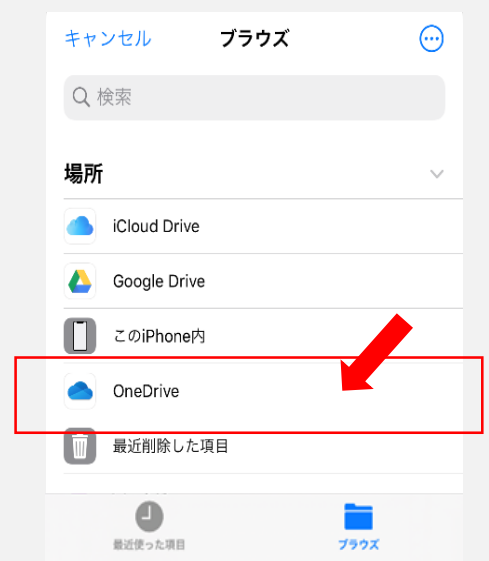 キャンセル ブラウズ
検索
場所
iCloud Drive
Google Drive
このiPhone内
OneDrive
最近削除した項目
最近使った項目 ブラウズ